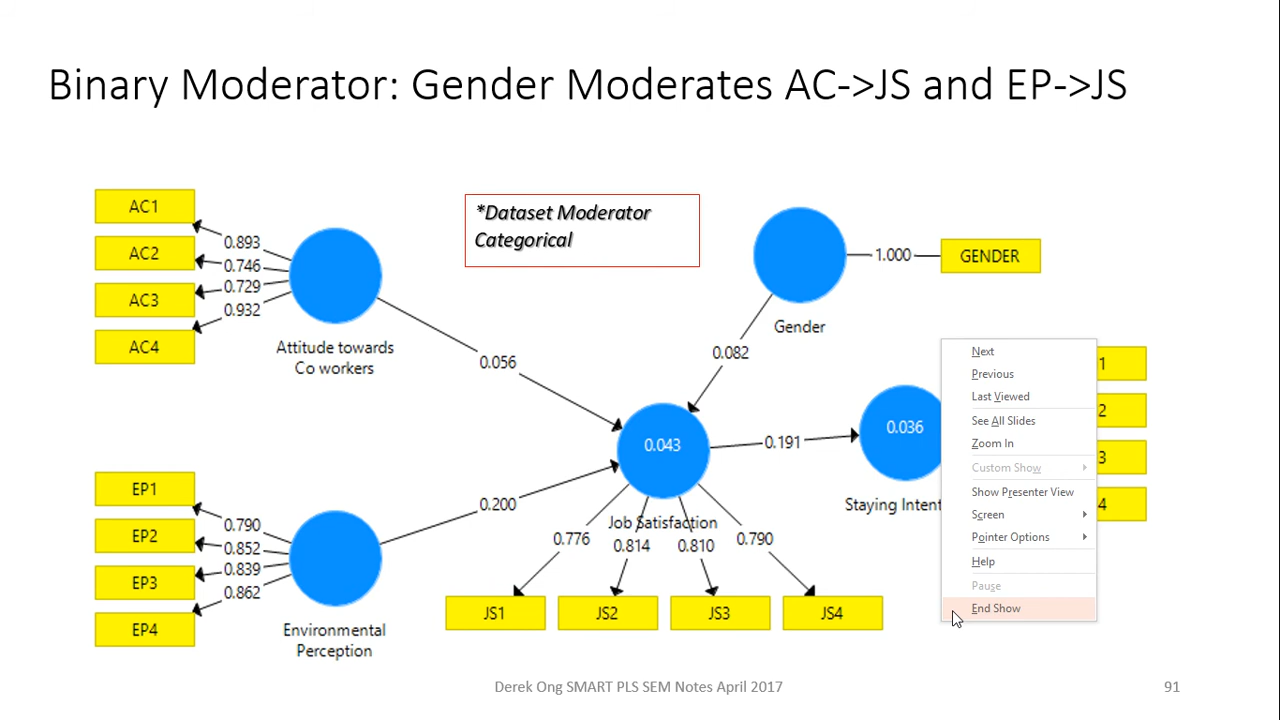 Binary Moderator: Gender Moderates AC->JS and EP->JS
*Dataset Moderator
Categorical
AC1
AC2
AC3
AC4
0.893
0.746
0.729
0.932
Attitude towards
Co workers
0.056
Gender
1.000
GENDER
0.082
EP1
EP2
EP3
EP4
0.790
0.852
0.839
0.862
Environmental
Perception
0.200
0.043
Job Satisfaction
0.191
0.036
Staying Intent
0.776
0.814
0.810
0.790
JS1
JS2
JS3
JS4
1
2
3
4
Next
Previous
Last Viewed
See All Slides
Zoom In
Custom Show
Show Presenter View
Screen
Pointer Options
Help
Pause
End Show
Derek Ong SMART PLS SEM Notes April 2017
91